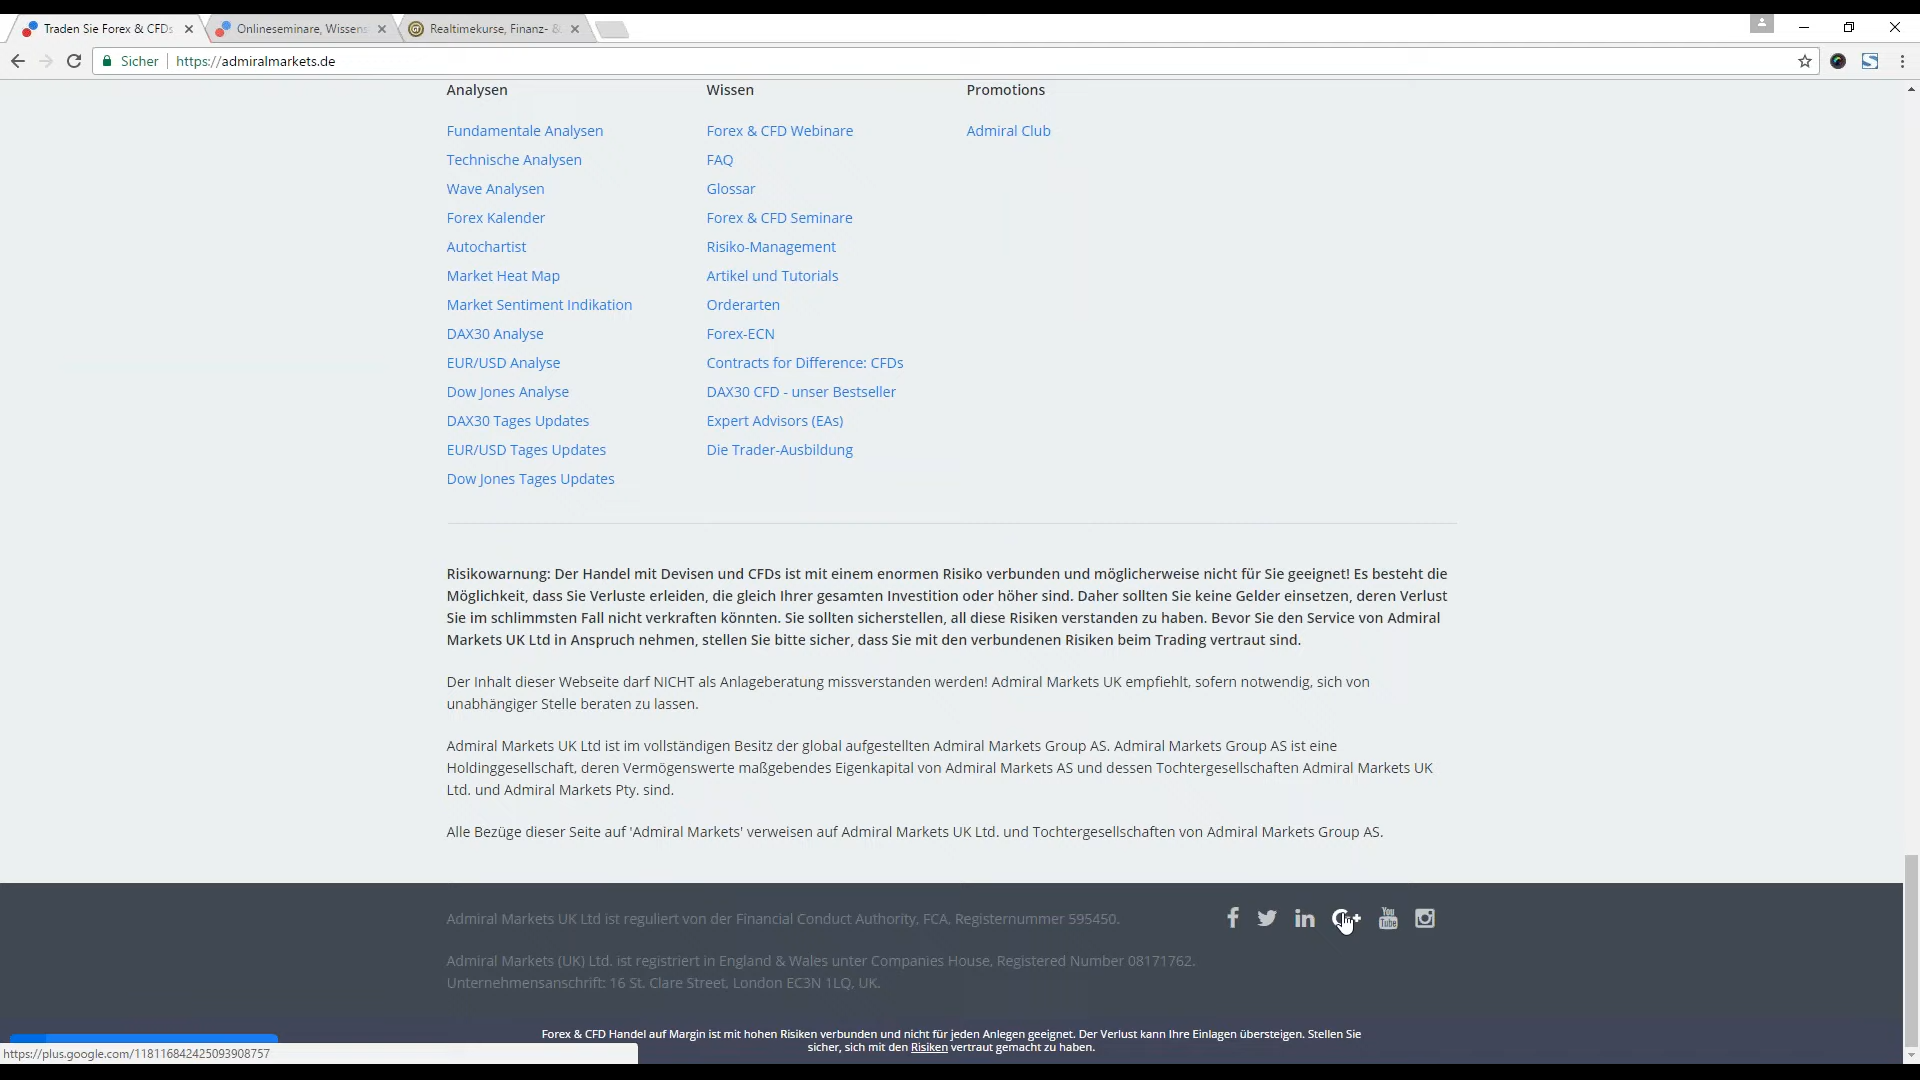 Traden Sie Forex & CFDs
Onlineseminare, Wissens
Realtimekurse, Finanz- &
Sicher
https://admiralmarkets.de
Analysen
Fundamentale Analysen
Technische Analysen
Wave Analysen
Forex Kalender
Autochartist
Market Heat Map
Market Sentiment Indikation
DAX30 Analyse
EUR/USD Analyse
Dow Jones Analyse
DAX30 Tages Updates
EUR/USD Tages Updates
Dow Jones Tages Updates
Wissen
Forex & CFD Webinare
FAQ
Glossar
Forex & CFD Seminare
Risiko-Management
Artikel und Tutorials
Orderarten
Forex-ECN
Contracts for Difference: CFDs
DAX30 CFD - unser Bestseller
Expert Advisors (EAs)
Die Trader-Ausbildung
Promotions
Admiral Club
Risikowarnung: Der Handel mit Devisen und CFDs ist mit einem enormen Risiko verbunden und möglicherweise nicht für Sie geeignet! Es besteht die
Möglichkeit, dass Sie Verluste erleiden, die gleich Ihrer gesamten Investition oder höher sind. Daher sollten Sie keine Gelder einsetzen, deren Verlust
Sie im schlimmsten Fall nicht verkraften könnten. Sie sollten sicherstellen, all diese Risiken verstanden zu haben. Bevor Sie den Service von Admiral
Markets UK Ltd in Anspruch nehmen, stellen Sie bitte sicher, dass Sie mit den verbundenen Risiken beim Trading vertraut sind.
Der Inhalt dieser Webseite darf NICHT als Anlageberatung missverstanden werden! Admiral Markets UK empfiehlt, sofern notwendig, sich von
unabhängiger Stelle beraten zu lassen.
Admiral Markets UK Ltd ist im vollständigen Besitz der global aufgestellten Admiral Markets Group AS. Admiral Markets Group AS ist eine
Holdinggesellschaft, deren Vermögenswerte maßgebendes Eigenkapital von Admiral Markets AS und dessen Tochtergesellschaften Admiral Markets UK
Ltd. und Admiral Markets Pty. sind.
Alle Bezüge dieser Seite auf 'Admiral Markets' verweisen auf Admiral Markets UK Ltd. und Tochtergesellschaften von Admiral Markets Group AS.
Admiral Markets UK Ltd ist reguliert von der Financial Conduct Authority, FCA, Registernummer 595450.
You Tube
Admiral Markets (UK) Ltd. ist registriert in England & Wales unter Companies House, Registered Number 08171762.
Unternehmensanschrift: 16 St. Clare Street, London EC3N 1LQ, UK.
Forex & CFD Handel auf Margin ist mit hohen Risiken verbunden und nicht für jeden Anlegen geeignet. Der Verlust kann Ihre Einlagen übersteigen. Stellen Sie
sicher, sich mit den Risiken vertraut gemacht zu haben.
https://plus.google.com/118116842425093908757